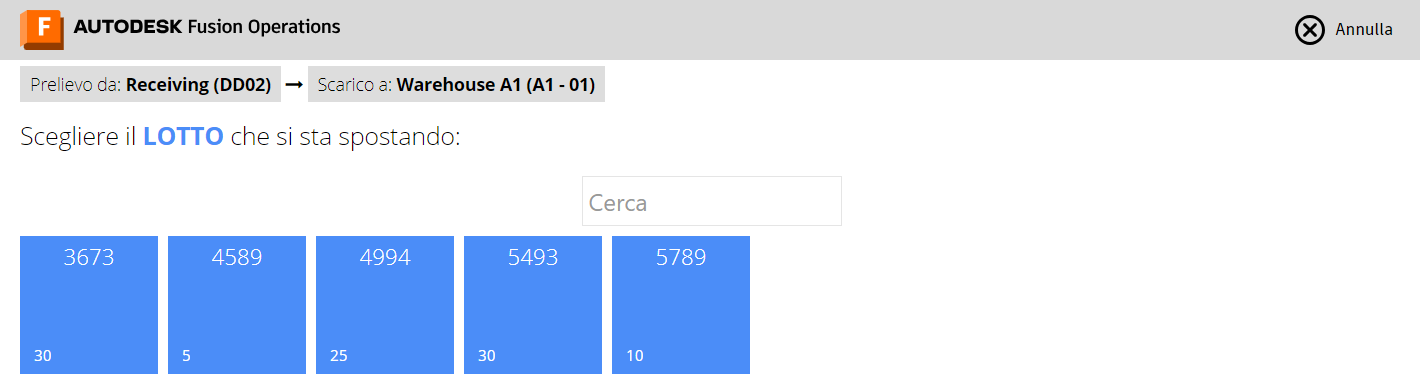 F AUTODESK Fusion Operations Annulla
Prelievo da: Receiving (DD02) → Scarico a: Warehouse A1 (A1 - 01)
Scegliere il LOTTO che si sta spostando:
Cerca
3673 4589 4994 5493 5789
30 5 25 30 10